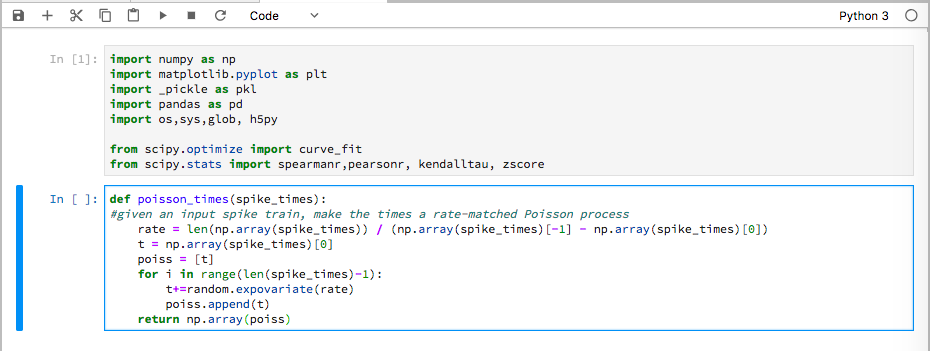 Code
Python 3
In [1]:
import numpy as np
import matplotlib.pyplot as plt
import _pickle as pkl
import pandas as pd
import os,sys,glob, h5py
from scipy.optimize import curve_fit
from scipy.stats import spearmanr,pearsonr, kendalltau, zscore
In [ ]:
def poisson_times(spike_times):
#given an input spike train, make the times a rate-matched Poisson process
    rate = len(np.array(spike_times)) / (np.array(spike_times)[-1] - np.array(spike_times)[0])
    t = np.array(spike_times)[0]
    poiss = [t]
    for i in range(len(spike_times)-1):
        t+=random.expovariate(rate)
        poiss.append(t)
    return np.array(poiss)